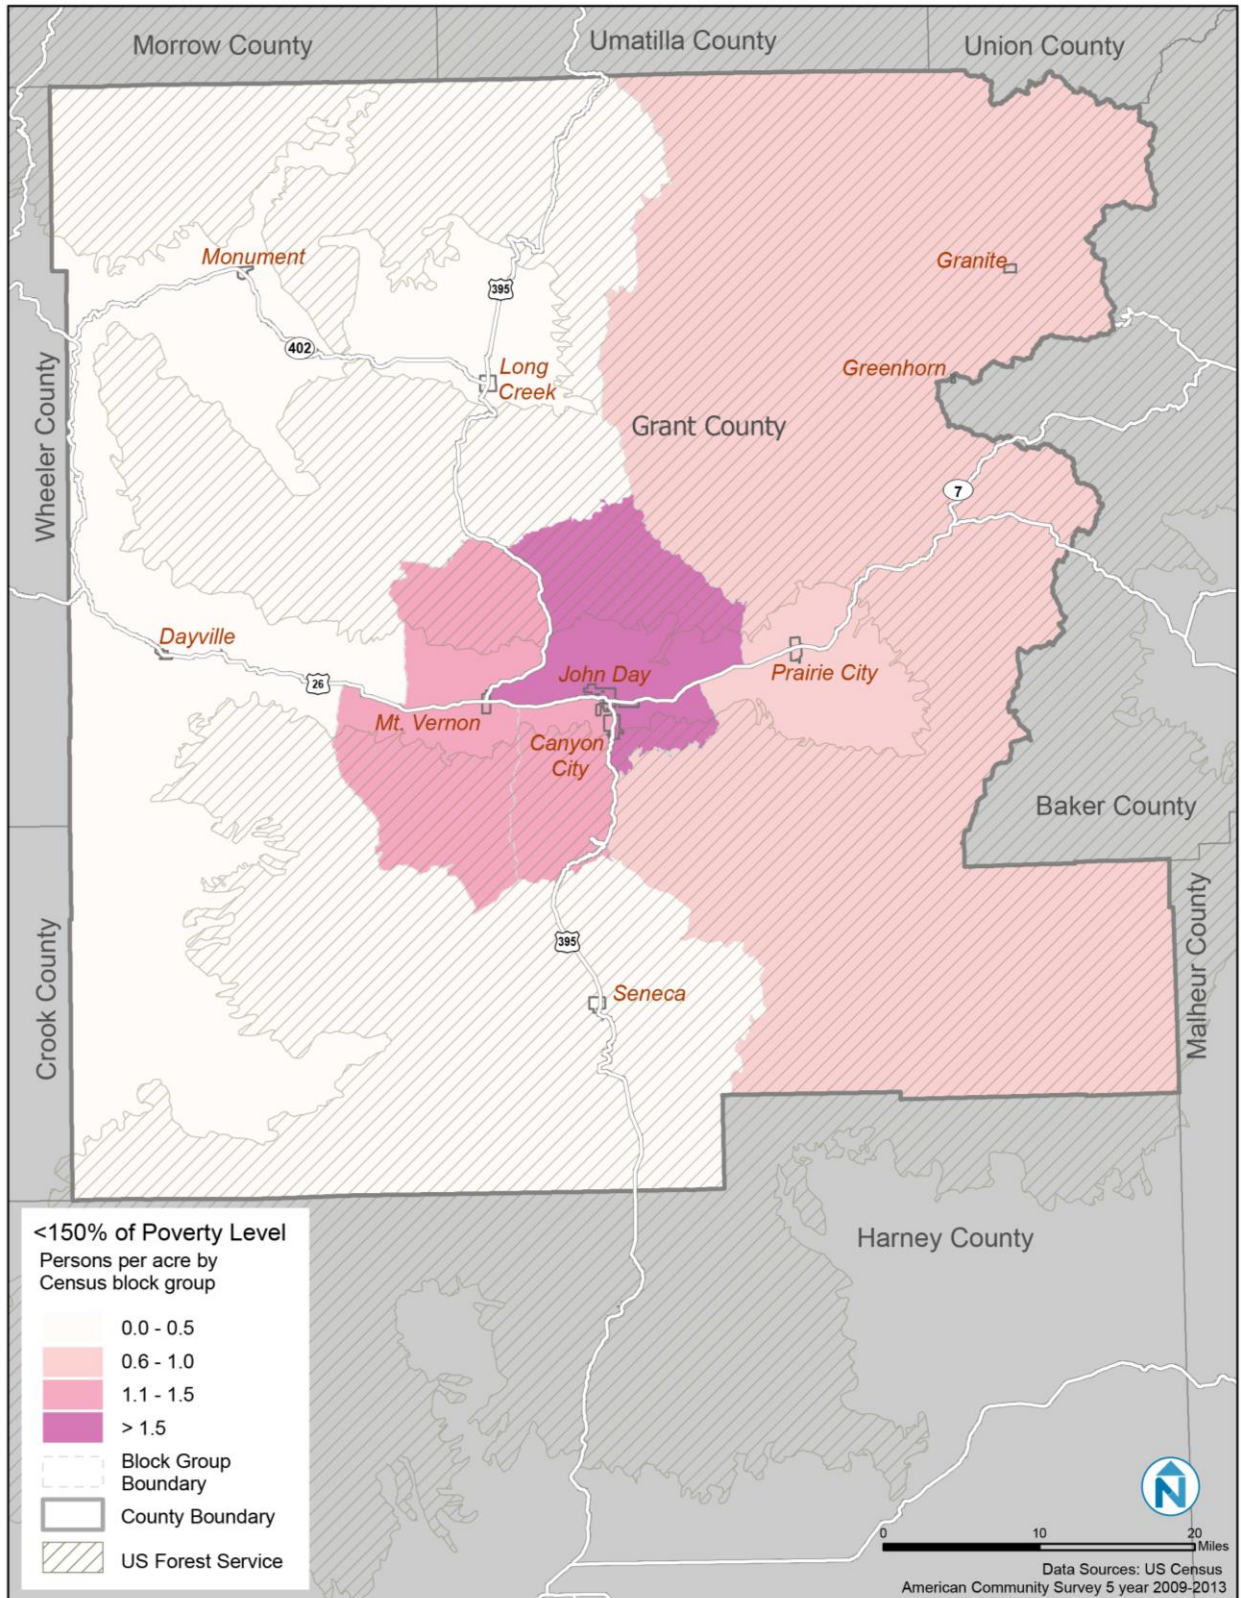 Morrow County
Umatilla County
Union County
Monument
Granite
395
402
Long
Creek
Greenhorn
Wheeler County
Grant County
7
Dayville
26
John Day
Prairie City
Mt. Vernon
Canyon
City
Baker County
Crook County
395
Malheur County
Seneca
<150% of Poverty Level
Persons per acre by
Census block group
0.0 - 0.5
0.6 - 1.0
1.1 - 1.5
> 1.5
Block Group
Boundary
County Boundary
US Forest Service
Harney County
N
0 10 20
Miles
Data Sources: US Census
American Community Survey 5 year 2009-2013